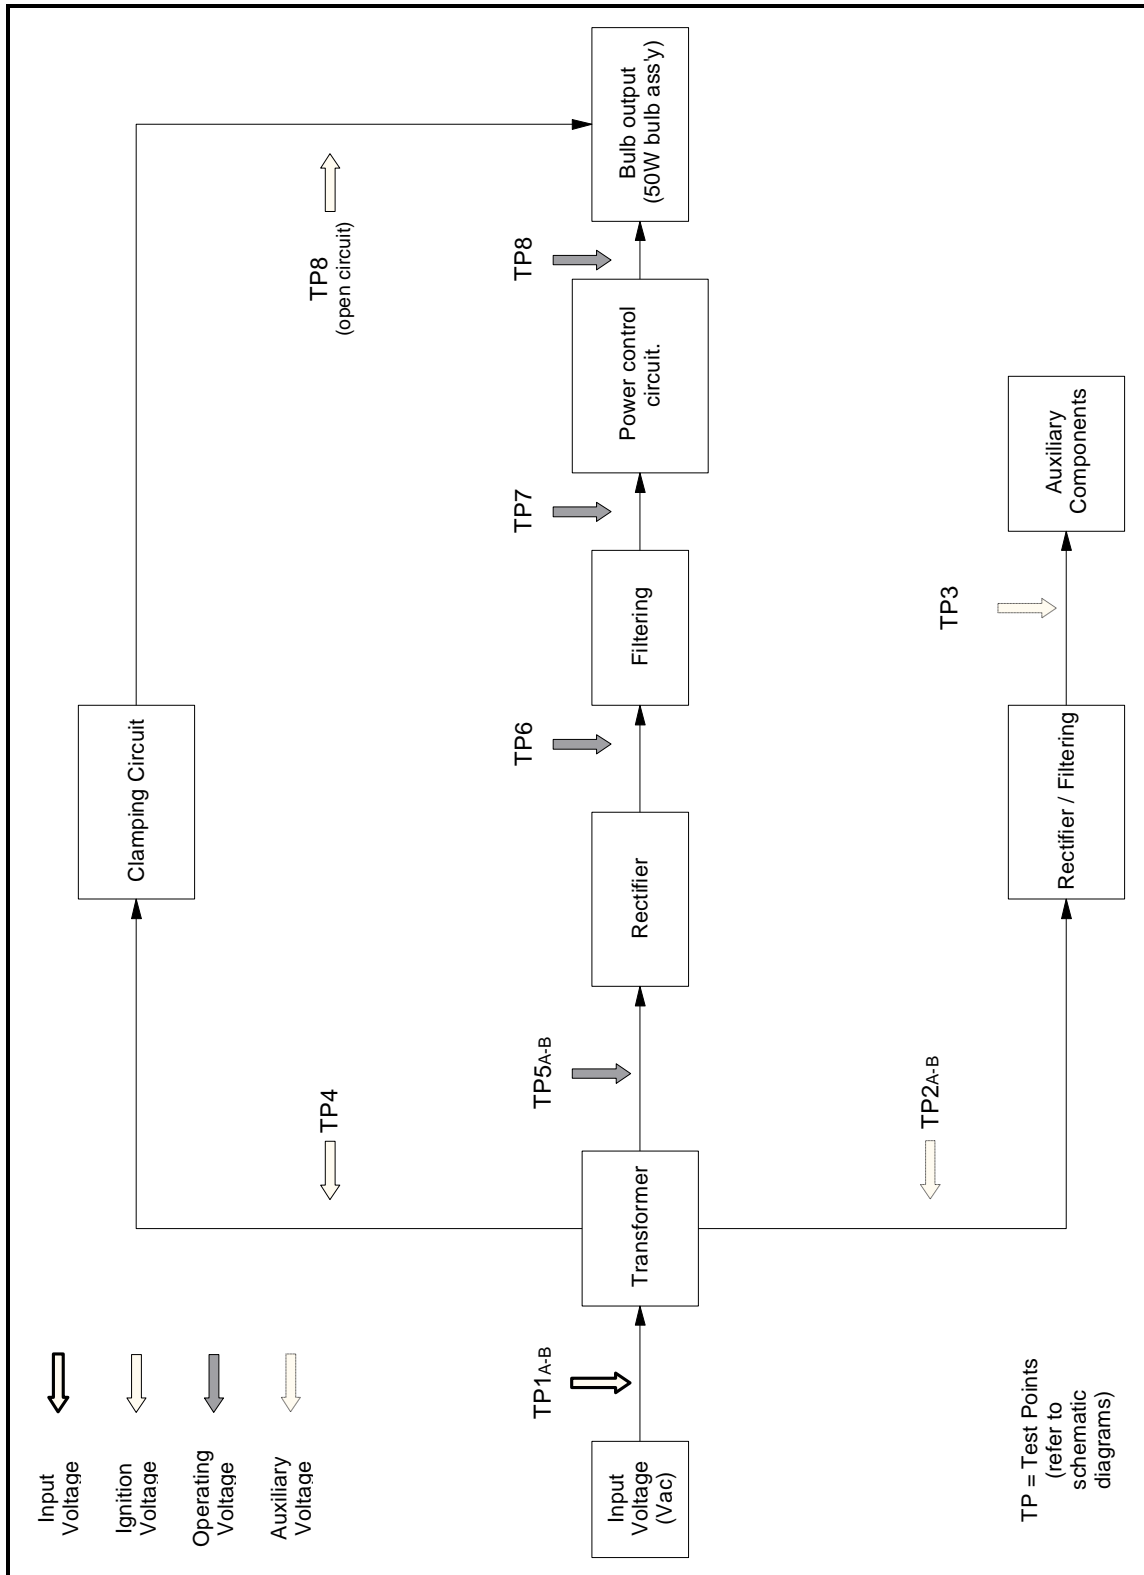 Input
Voltage
Ignition
Voltage
Operating
Voltage
Auxiliary
Voltage
TP4
Clamping Circuit
TP8
(open circuit)
Input
Voltage
(Vac)
TP1A-B
Transformer
TP5A-B
Rectifier
TP6
Filtering
TP7
Power control
circuit.
TP8
Bulb output
(50W bulb ass'y)
TP2A-B
Rectifier / Filtering
TP3
Auxiliary
Components
TP = Test Points
(refer to
schematic
diagrams)